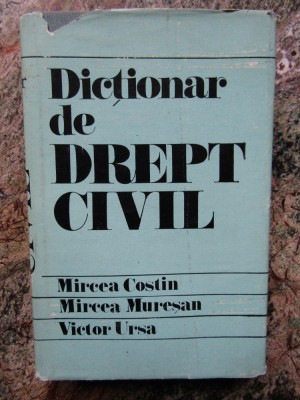 Dicționar
de
DREPT
CIVIL
Mircea Costin
Mircea Mureșan
Victor Ursa